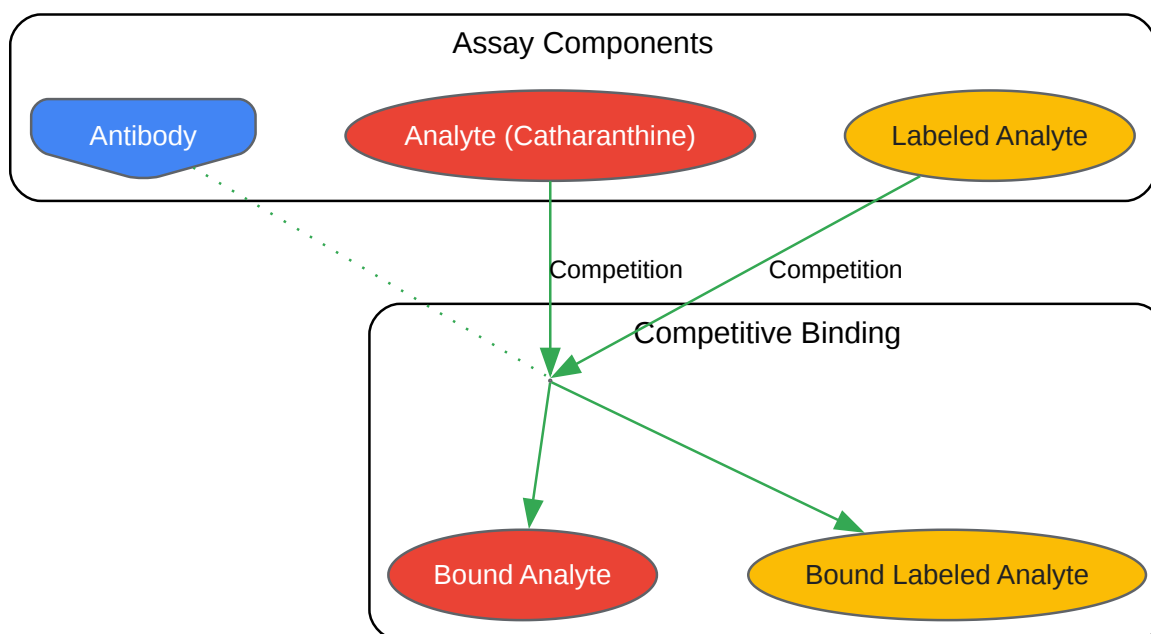 Assay Components
Antibody
Analyte (Catharanthine)
Labeled Analyte
Competition
Competition
Competitive Binding
Bound Analyte
Bound Labeled Analyte